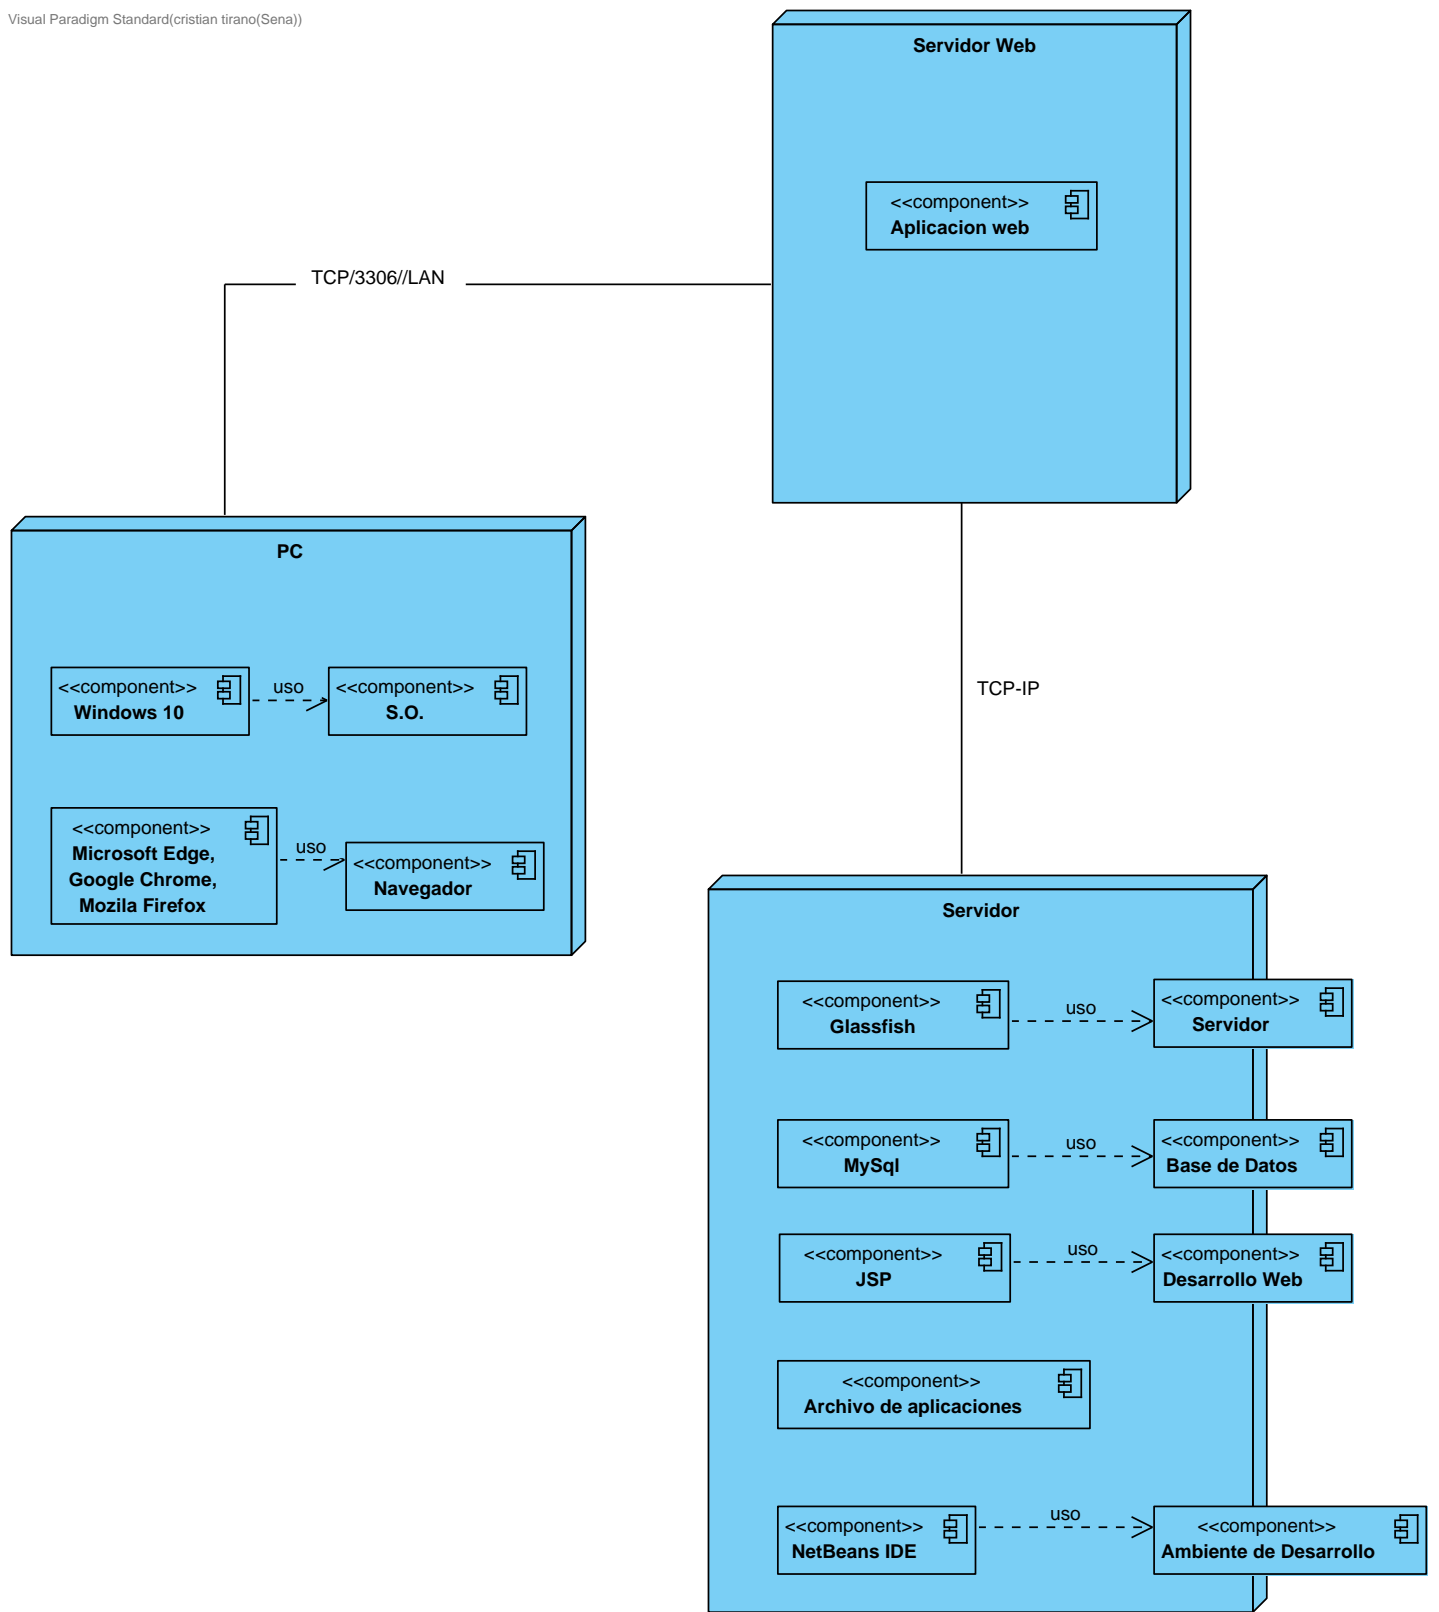 Visual Paradigm Standard(cristian tirano(Sena))
Servidor Web
<<component>>
Aplicacion web
TCP/3306//LAN
PC
<<component>>
Windows 10
uso
<<component>>
S.O.
<<component>>
Microsoft Edge,
Google Chrome,
Mozila Firefox
uso
<<component>>
Navegador
TCP-IP
Servidor
<<component>>
Glassfish
uso
<<component>>
Servidor
<<component>>
MySql
uso
<<component>>
Base de Datos
<<component>>
JSP
uso
<<component>>
Desarrollo Web
<<component>>
Archivo de aplicaciones
<<component>>
NetBeans IDE
uso
<<component>>
Ambiente de Desarrollo